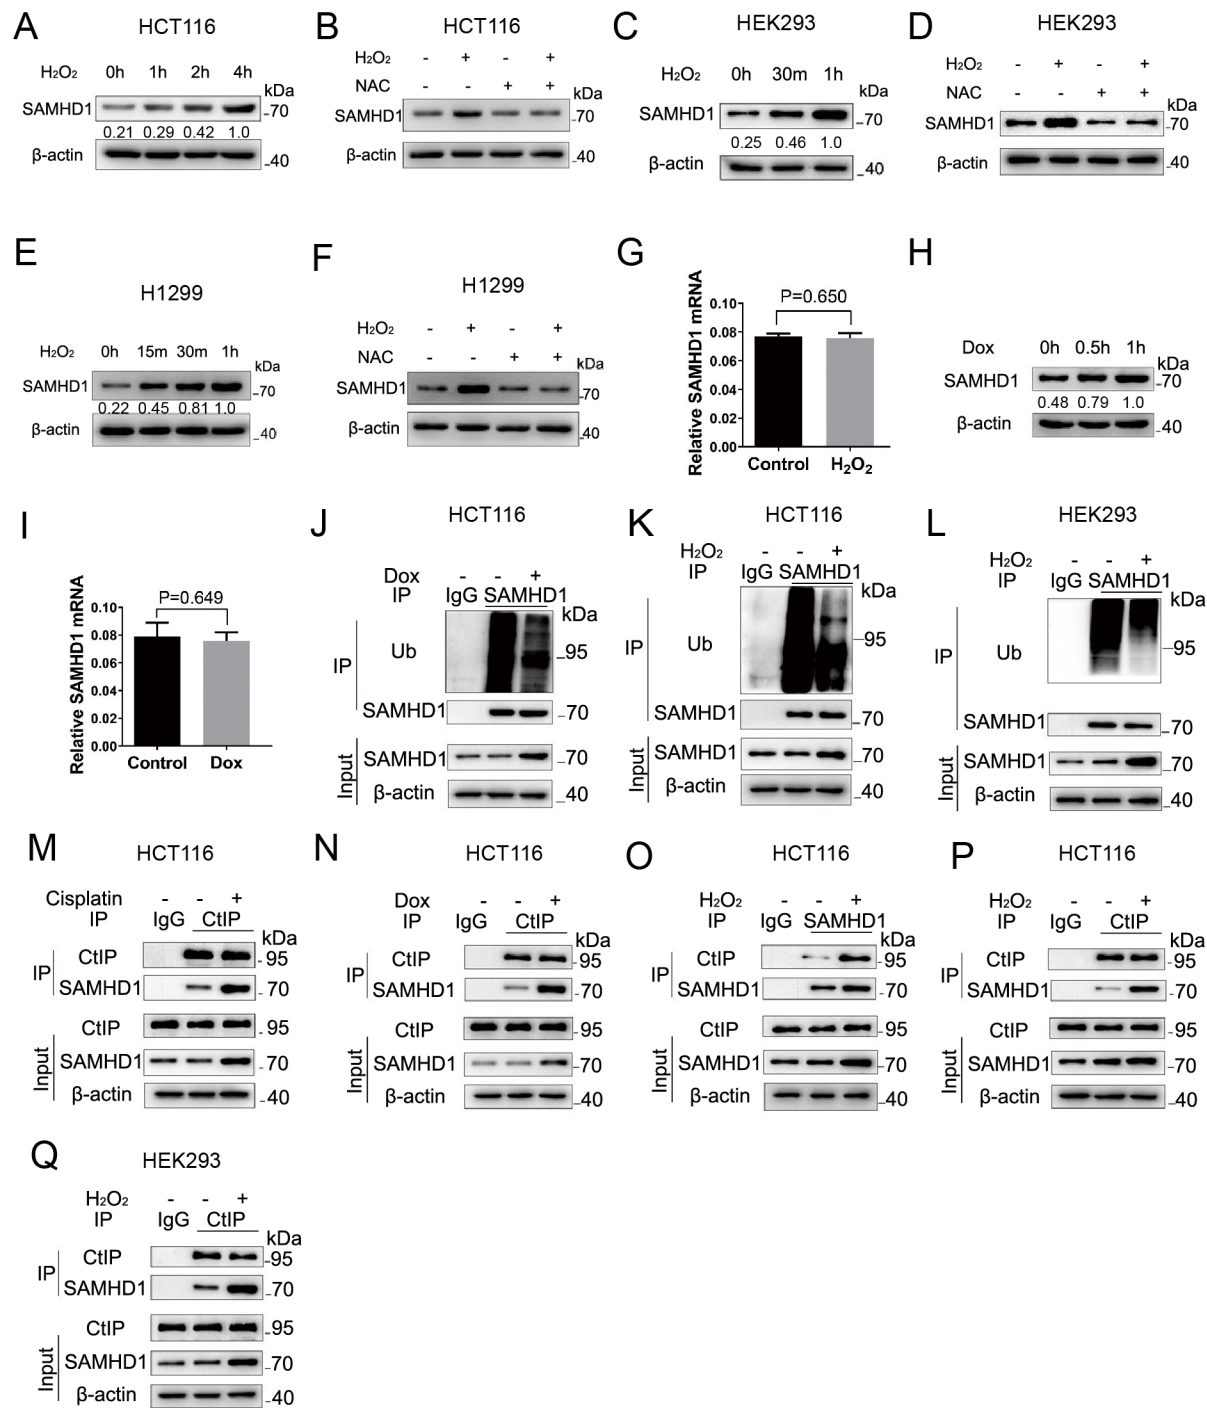 A
HCT116
H₂O₂ 0h 1h 2h 4h
kDa
SAMHD1 -70
0.21 0.29 0.42 1.0
β-actin -40
B
HCT116
H₂O₂ - + - +
NAC - - + +
kDa
SAMHD1 -70
β-actin -40
C
HEK293
H₂O₂ 0h 30m 1h
kDa
SAMHD1 -70
0.25 0.46 1.0
β-actin -40
D
HEK293
H₂O₂ - + - +
NAC - - + +
kDa
SAMHD1 -70
β-actin -40
E
H1299
H₂O₂ 0h 15m 30m 1h
kDa
SAMHD1 -70
0.22 0.45 0.81 1.0
β-actin -40
F
H1299
H₂O₂ - + - +
NAC - - + +
kDa
SAMHD1 -70
β-actin -40
G
Relative SAMHD1 mRNA
P=0.650
0.10
0.08
0.06
0.04
0.02
0.00
Control H₂O₂
H
Dox 0h 0.5h 1h
SAMHD1 -70
0.48 0.79 1.0
β-actin -40
I
Relative SAMHD1 mRNA
P=0.649
0.10
0.08
0.06
0.04
0.02
0.00
Control Dox
J
HCT116
Dox - - +
IP IgG SAMHD1
kDa
IP
Ub -95
SAMHD1 -70
Input
SAMHD1 -70
β-actin -40
K
HCT116
H₂O₂ - - +
IP IgG SAMHD1
kDa
IP
Ub -95
SAMHD1 -70
Input
SAMHD1 -70
β-actin -40
L
HEK293
H₂O₂ - - +
IP IgG SAMHD1
kDa
IP
Ub -95
SAMHD1 -70
Input
SAMHD1 -70
β-actin -40
M
HCT116
Cisplatin - - +
IP IgG CtIP
kDa
IP
CtIP -95
SAMHD1 -70
Input
CtIP -95
SAMHD1 -70
β-actin -40
N
HCT116
Dox - - +
IP IgG CtIP
kDa
IP
CtIP -95
SAMHD1 -70
Input
CtIP -95
SAMHD1 -70
β-actin -40
O
HCT116
H₂O₂ - - +
IP IgG SAMHD1
kDa
IP
CtIP -95
SAMHD1 -70
Input
CtIP -95
SAMHD1 -70
β-actin -40
P
HCT116
H₂O₂ - - +
IP IgG CtIP
kDa
IP
CtIP -95
SAMHD1 -70
Input
CtIP -95
SAMHD1 -70
β-actin -40
Q
HEK293
H₂O₂ - - +
IP IgG CtIP
kDa
IP
CtIP -95
SAMHD1 -70
Input
CtIP -95
SAMHD1 -70
β-actin -40